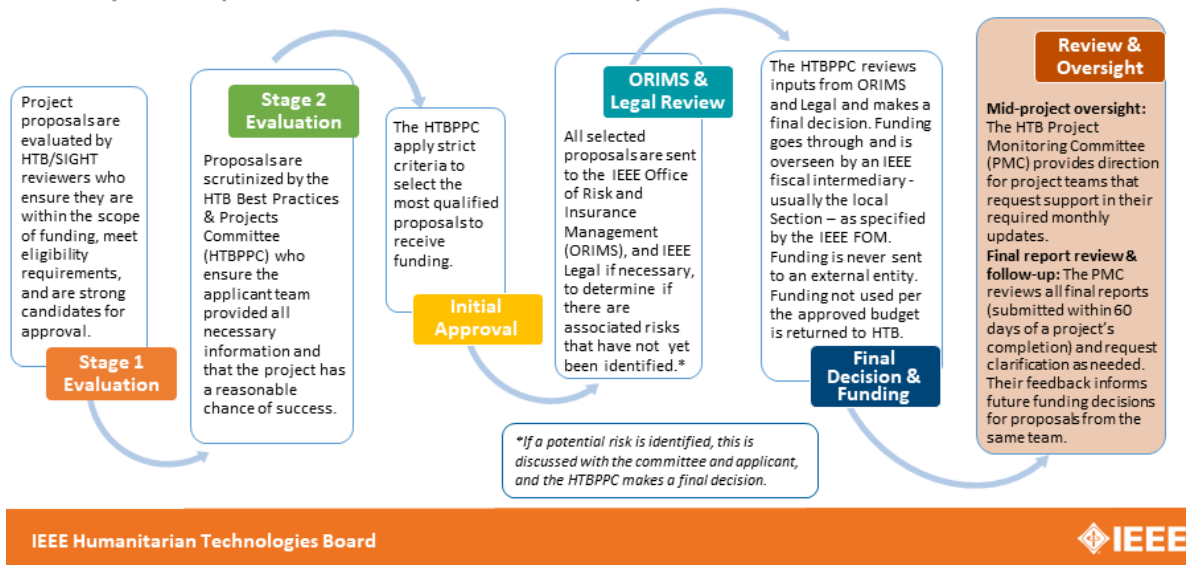 Project
proposals are
evaluated by
HTB/SIGHT
reviewers who
ensure they are
within the scope
of funding, meet
eligibility
requirements,
and are strong
candidates for
approval.
Stage 1
Evaluation
Stage 2
Evaluation
Proposals are
scrutinized by the
HTB Best Practices
& Projects
Committee
(HTBPPC) who
ensure the
applicant team
provided all
necessary
information and
that the project has
a reasonable
chance of success.
The HTBPPC
apply strict
criteria to
select the
most qualified
proposals to
receive
funding.
Initial
Approval
ORIMS &
Legal Review
All selected
proposals are sent
to the IEEE Office
of Risk and
Insurance
Management
(ORIMS), and IEEE
Legal if necessary,
to determine if
there are
associated risks
that have not yet
been identified.*
The HTBPPC reviews
inputs from ORIMS
and Legal and makes a
final decision. Funding
goes through and is
overseen by an IEEE
fiscal intermediary -
usually the local
Section – as specified
by the IEEE FOM.
Funding is never sent
to an external entity.
Funding not used per
the approved budget
is returned to HTB.
Final
Decision &
Funding
Review &
Oversight
Mid-project oversight:
The HTB Project
Monitoring Committee
(PMC) provides direction
for project teams that
request support in their
required monthly
updates.
Final report review &
follow-up: The PMC
reviews all final reports
(submitted within 60
days of a project's
completion) and request
clarification as needed.
Their feedback informs
future funding decisions
for proposals from the
same team.
*If a potential risk is identified, this is
discussed with the committee and applicant,
and the HTBPPC makes a final decision.
IEEE Humanitarian Technologies Board
IEEE